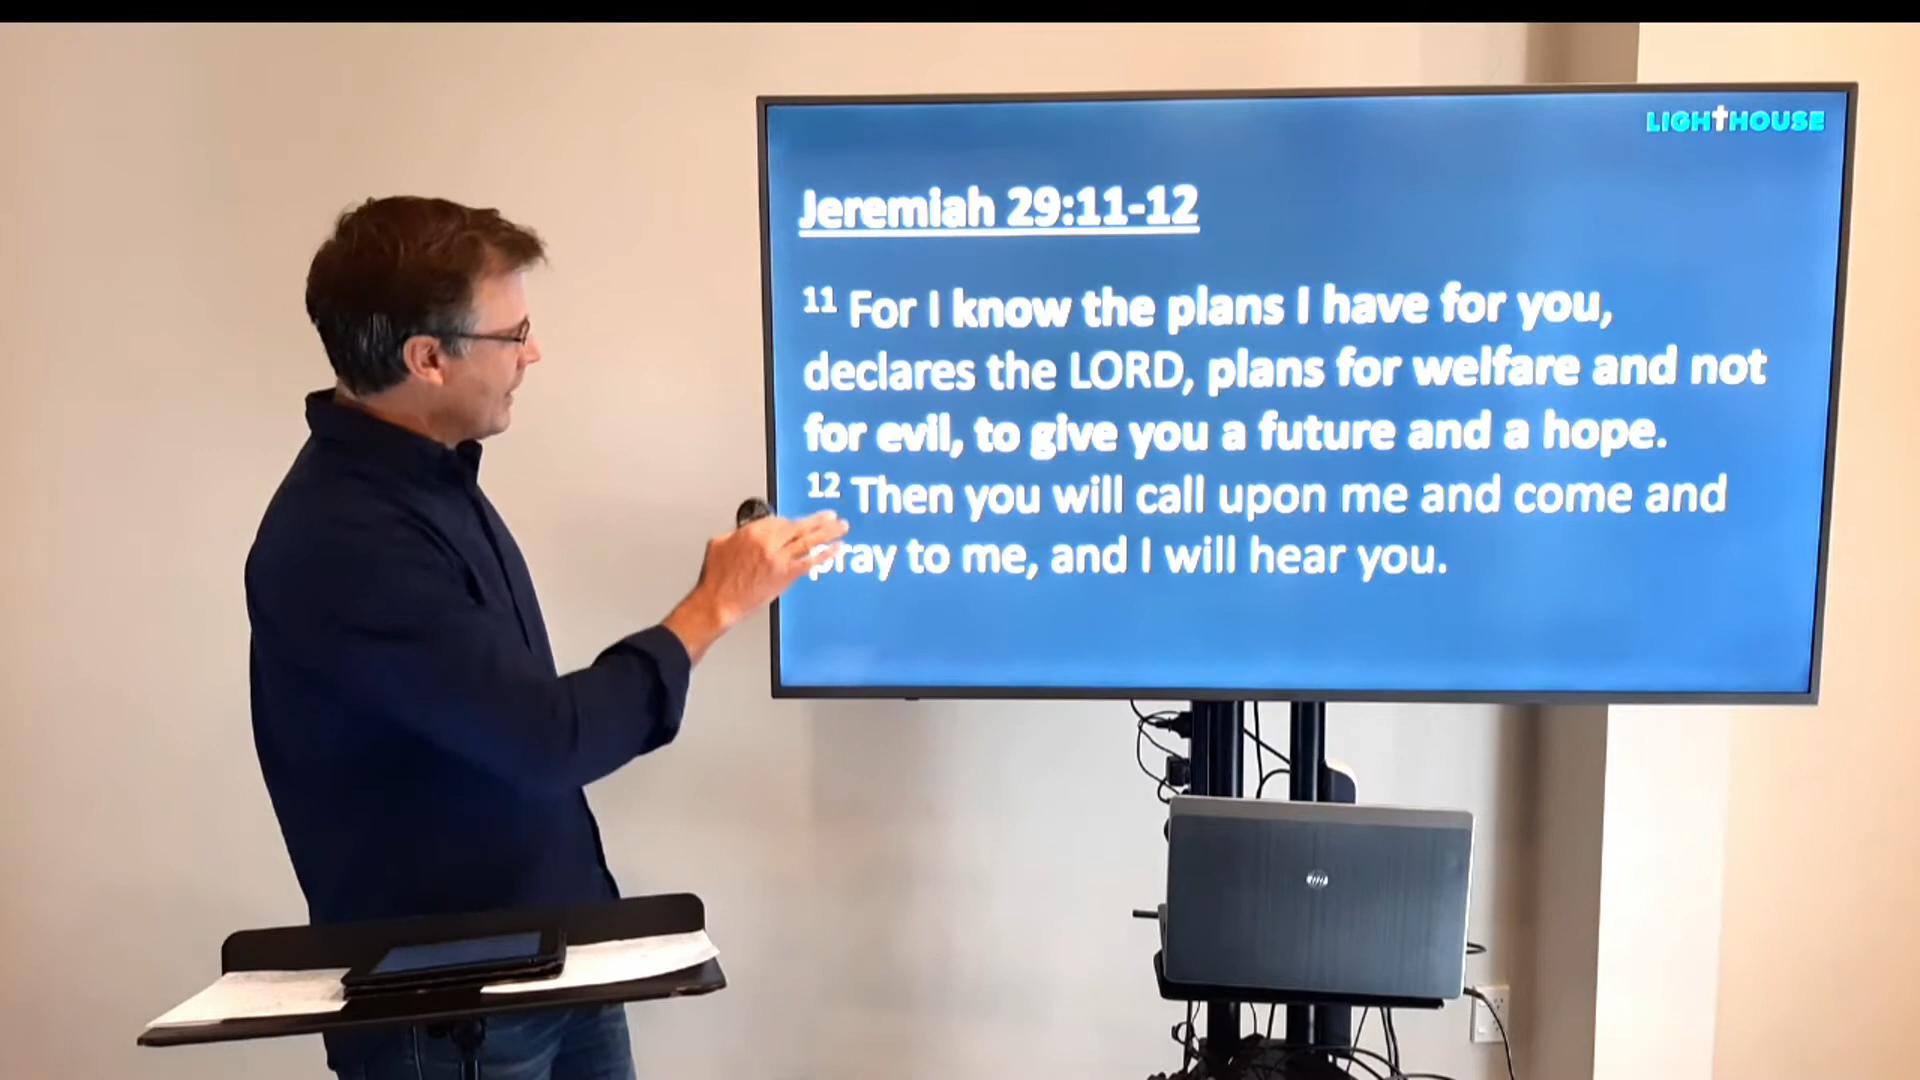 LIGHTHOUSE
Jeremiah 29:11-12
11 For I know the plans I have for you,
declares the LORD, plans for welfare and not
for evil, to give you a future and a hope.
12 Then you will call upon me and come and
pray to me, and I will hear you.
hp